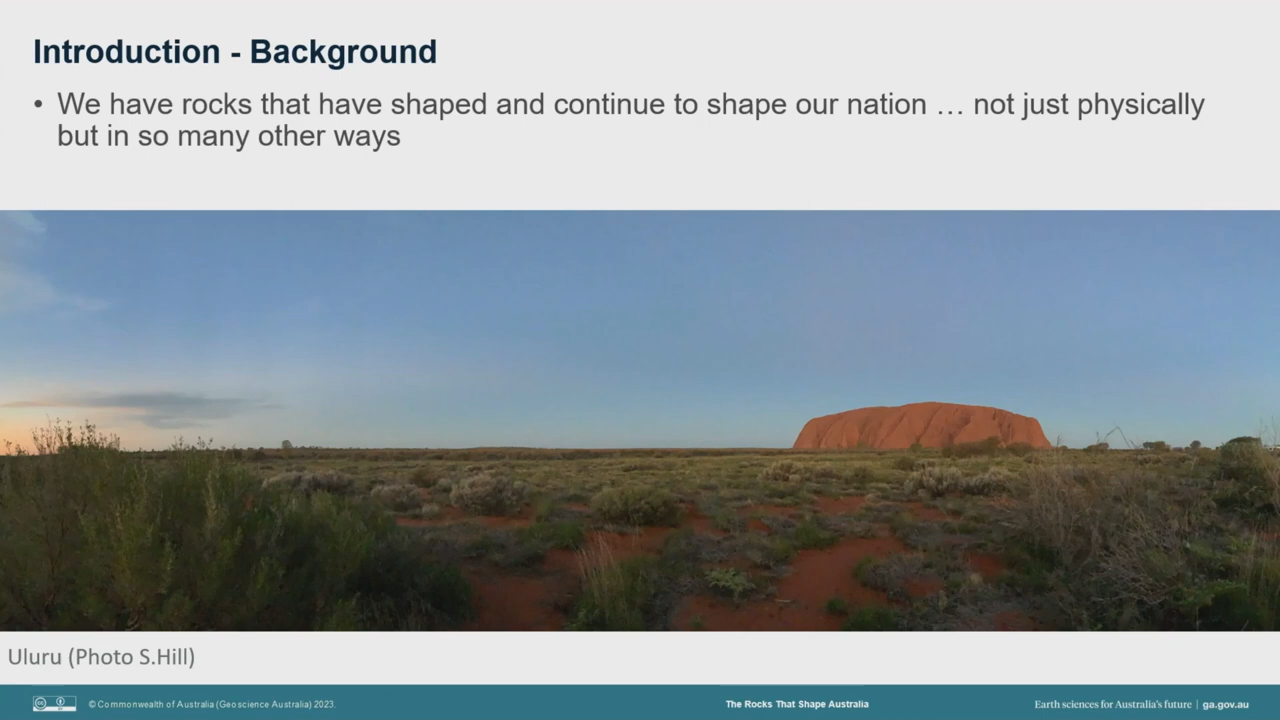 Introduction - Background
• We have rocks that have shaped and continue to shape our nation … not just physically
but in so many other ways
Uluru (Photo S.Hill)
© Commonwealth of Australia (Geoscience Australia) 2023.
The Rocks That Shape Australia
Earth sciences for Australia's future | ga.gov.au